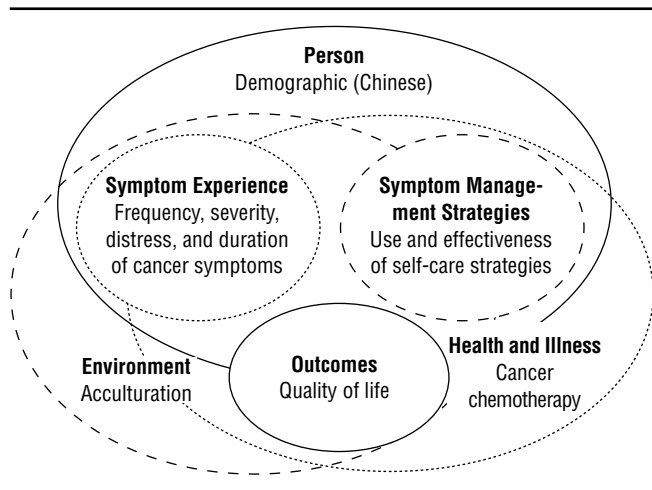 Person
Demographic (Chinese)
Symptom Experience
Frequency, severity,
distress, and duration
of cancer symptoms
Symptom Manage-
ment Strategies
Use and effectiveness
of self-care strategies
Environment
Acculturation
Outcomes
Quality of life
Health and Illness
Cancer
chemotherapy